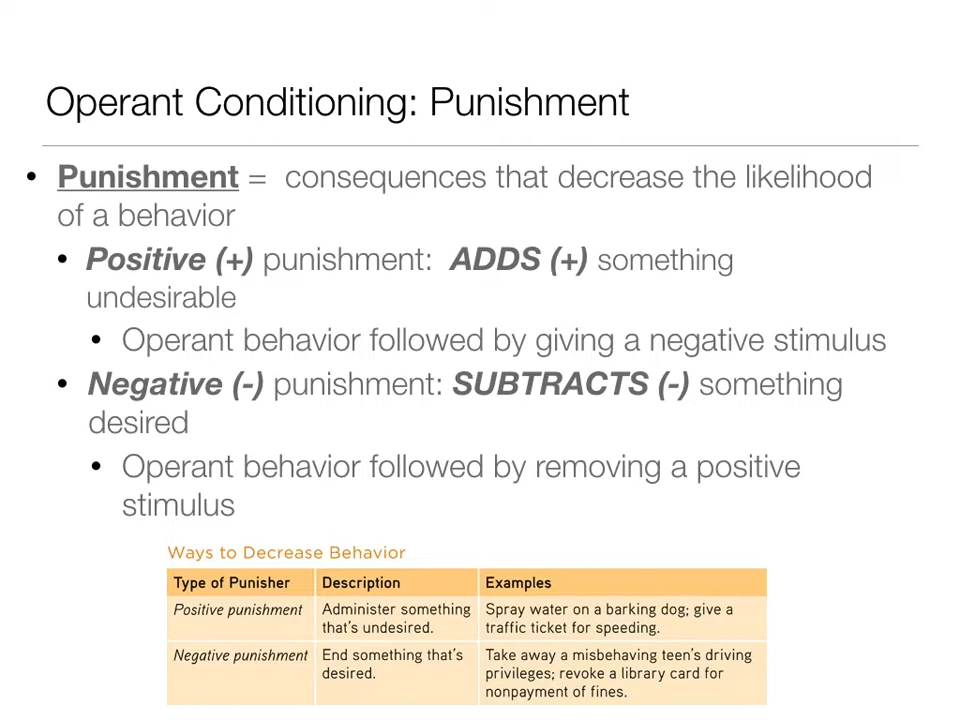 Operant Conditioning: Punishment
• Punishment = consequences that decrease the likelihood
of a behavior
• Positive (+) punishment: ADDS (+) something
undesirable
• Operant behavior followed by giving a negative stimulus
• Negative (-) punishment: SUBTRACTS (-) something
desired
• Operant behavior followed by removing a positive
stimulus
Ways to Decrease Behavior
Type of Punisher Description Examples
Positive punishment Administer something Spray water on a barking dog; give a
that's undesired. traffic ticket for speeding.
Negative punishment End something that's Take away a misbehaving teen's driving
desired. privileges; revoke a library card for
nonpayment of fines.